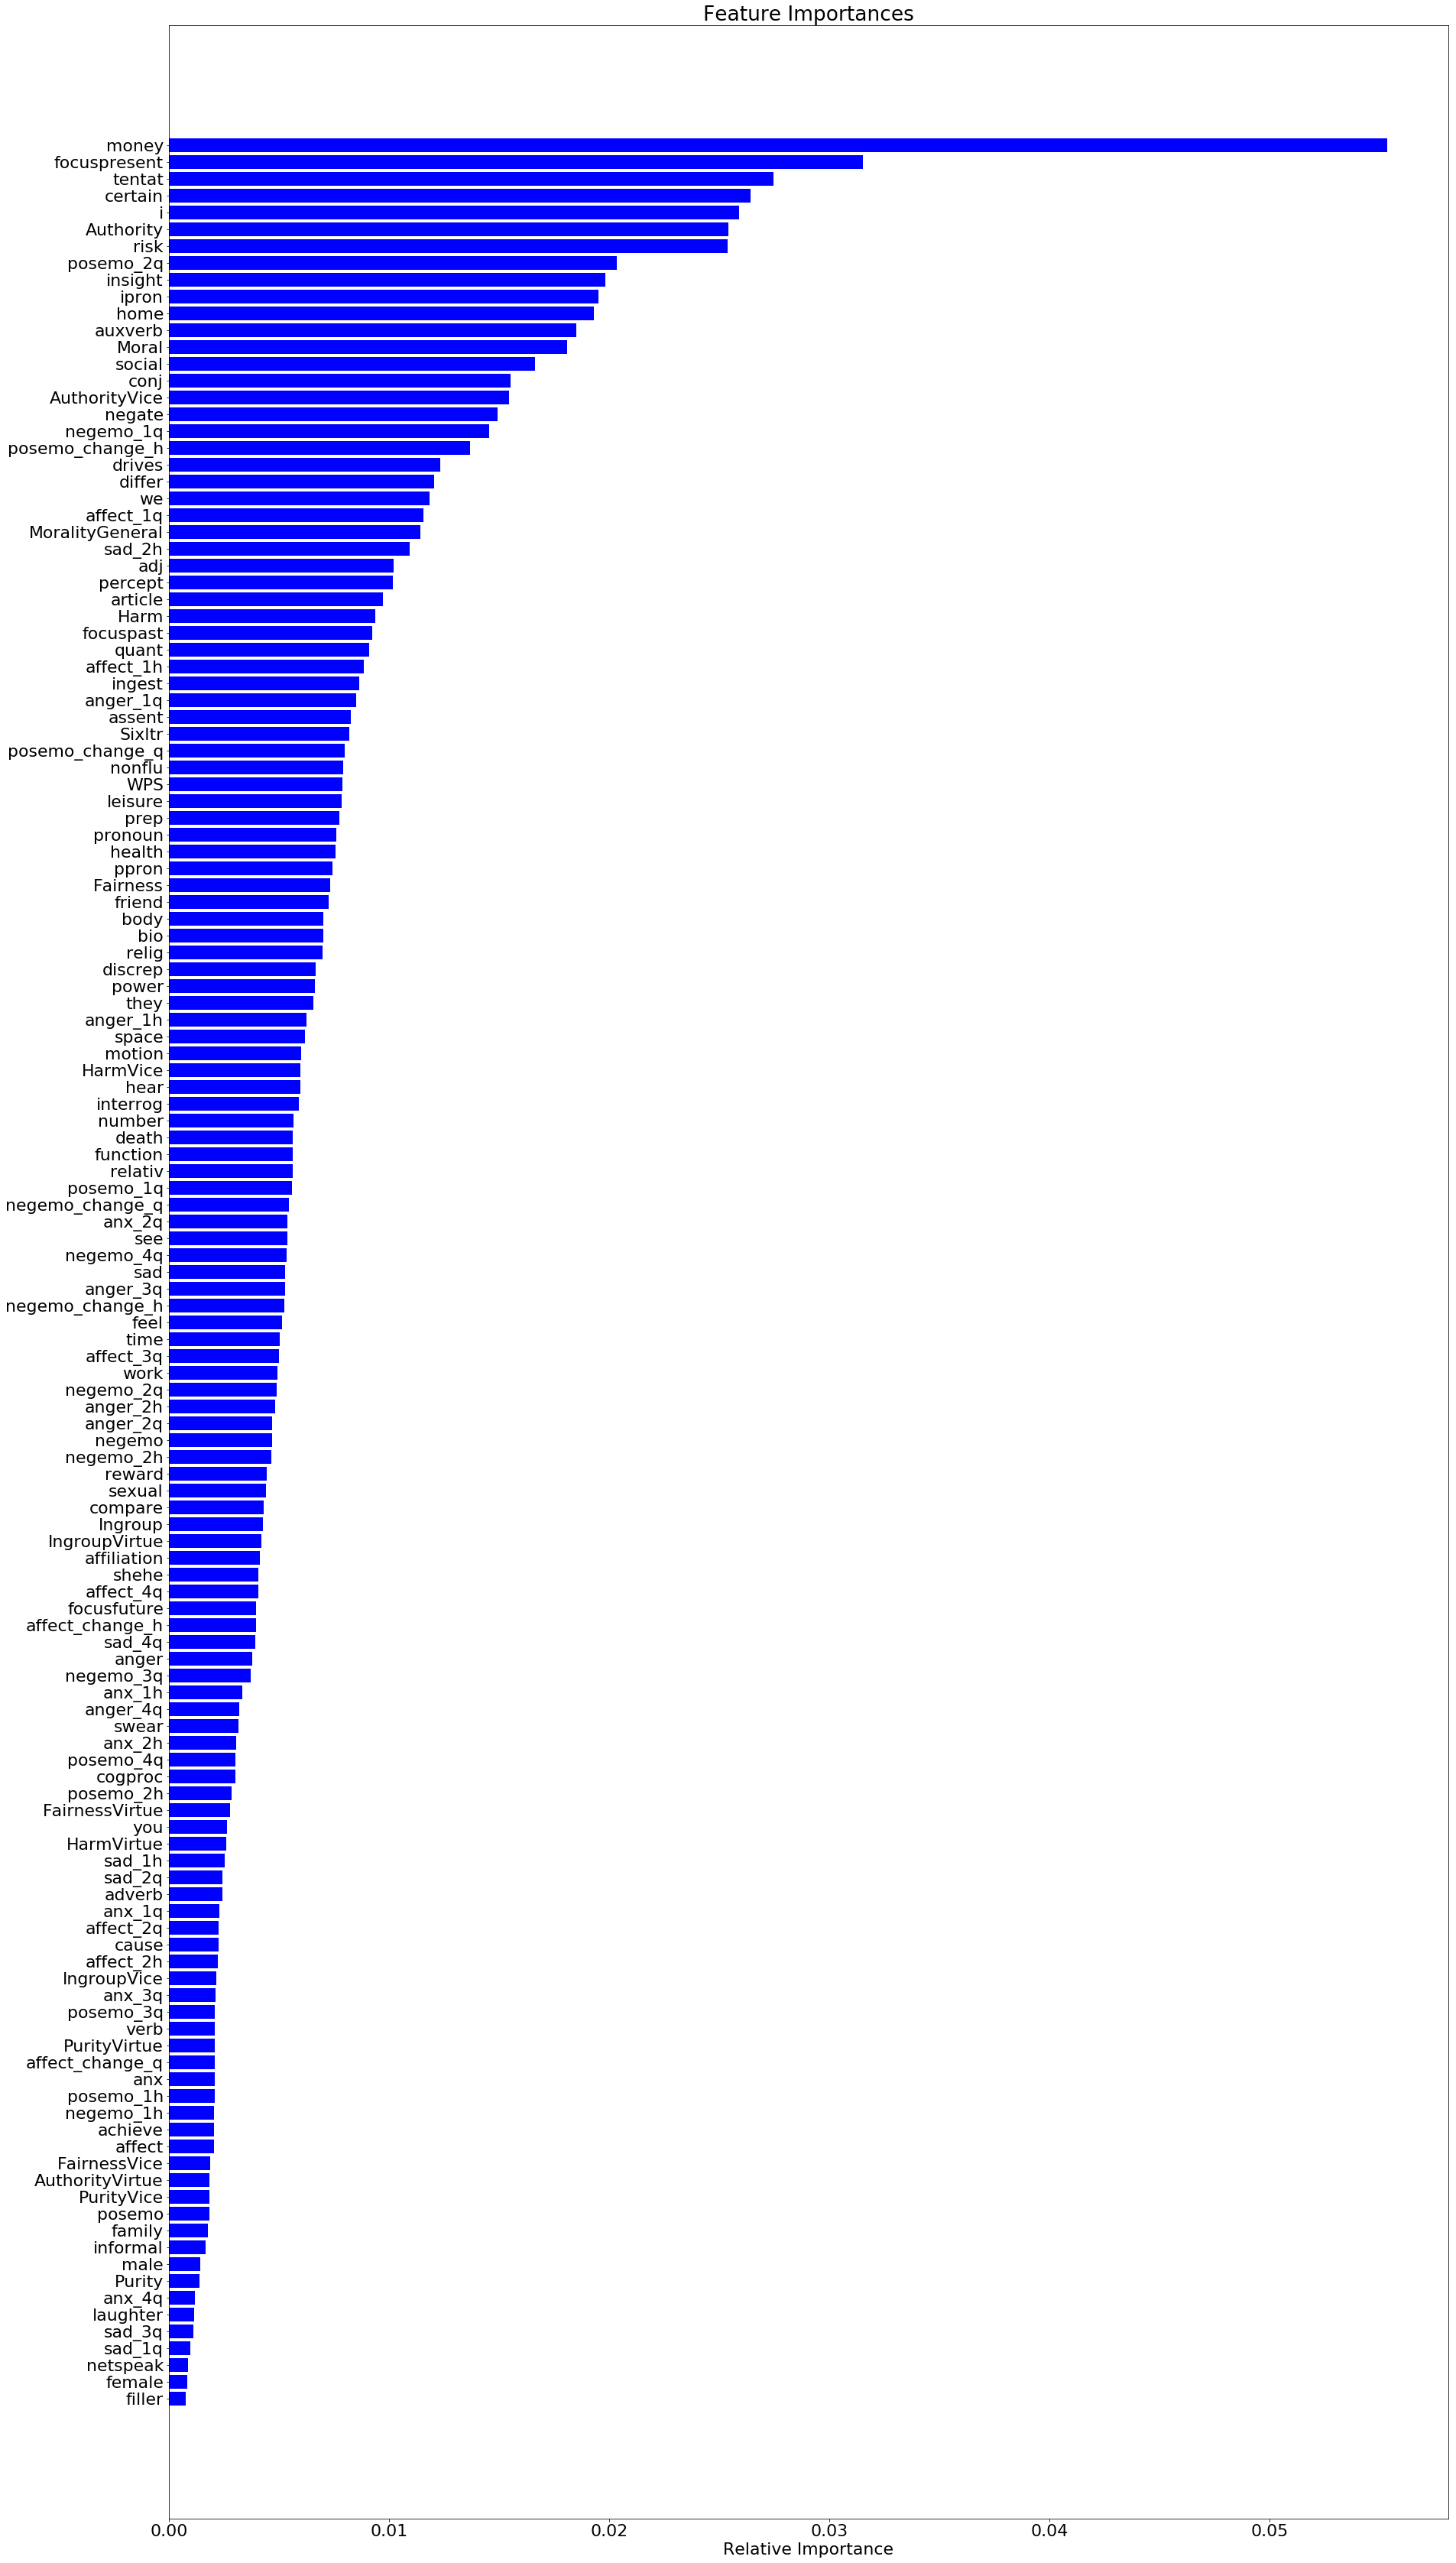 Feature Importances
money
focuspresent
tentat
certain
i
Authority
risk
posemo_2q
insight
ipron
home
auxverb
Moral
social
conj
AuthorityVice
negate
negemo_1q
posemo_change_h
drives
differ
we
affect_1q
MoralityGeneral
sad_2h
adj
percept
article
Harm
focuspast
quant
affect_1h
ingest
anger_1q
assent
Sixltr
posemo_change_q
nonflu
WPS
leisure
prep
pronoun
health
ppron
Fairness
friend
body
bio
relig
discrep
power
they
anger_1h
space
motion
HarmVice
hear
interrog
number
death
function
relativ
posemo_1q
negemo_change_q
anx_2q
see
negemo_4q
sad
anger_3q
negemo_change_h
feel
time
affect_3q
work
negemo_2q
anger_2h
anger_2q
negemo
negemo_2h
reward
sexual
compare
Ingroup
IngroupVirtue
affiliation
shehe
affect_4q
focusfuture
affect_change_h
sad_4q
anger
negemo_3q
anx_1h
anger_4q
swear
anx_2h
posemo_4q
cogproc
posemo_2h
FairnessVirtue
you
HarmVirtue
sad_1h
sad_2q
adverb
anx_1q
affect_2q
cause
affect_2h
IngroupVice
anx_3q
posemo_3q
verb
PurityVirtue
affect_change_q
anx
posemo_1h
negemo_1h
achieve
affect
FairnessVice
AuthorityVirtue
PurityVice
posemo
family
informal
male
Purity
anx_4q
laughter
sad_3q
sad_1q
netspeak
female
filler
0.00 0.01 0.02 0.03 0.04 0.05
Relative Importance